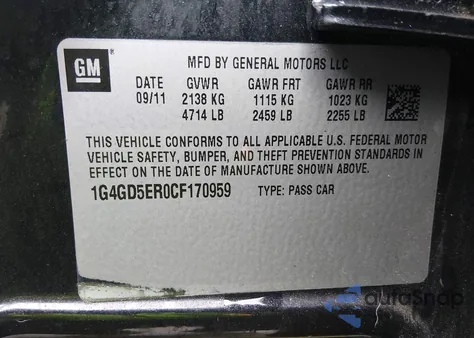 GM
MFD BY GENERAL MOTORS LLC
DATE GVWR GAWR FRT GAWR RR
09/11 2138 KG 1115 KG 1023 KG
4714 LB 2459 LB 2255 LB
THIS VEHICLE CONFORMS TO ALL APPLICABLE U.S. FEDERAL MOTOR
VEHICLE SAFETY, BUMPER, AND THEFT PREVENTION STANDARDS IN
EFFECT ON THE DATE OF MANUFACTURE SHOWN ABOVE.
1G4GD5ER0CF170959 TYPE: PASS CAR
autoSnap